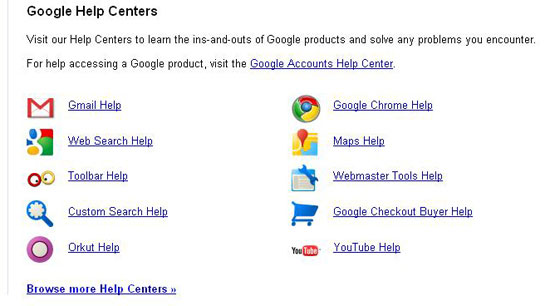 Google Help Centers
Visit our Help Centers to learn the ins-and-outs of Google products and solve any problems you encounter.
For help accessing a Google product, visit the Google Accounts Help Center.
Gmail Help
Google Chrome Help
Web Search Help
Maps Help
Toolbar Help
Webmaster Tools Help
Custom Search Help
Google Checkout Buyer Help
Orkut Help
YouTube
YouTube Help
Browse more Help Centers »